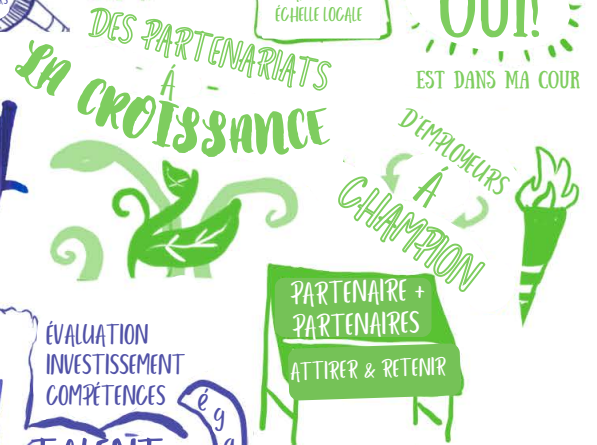 ÉCHELLE LOCALE
OUI!
EST DANS MA COUR
DES PARTENARIATS
À
LA CROISSANCE
D'EMPLOYEURS
Á
CHAMPION
PARTENAIRE +
PARTENAIRES
ATTIRER & RETENIR
ÉVALUATION
INVESTISSEMENT
COMPÉTENCES